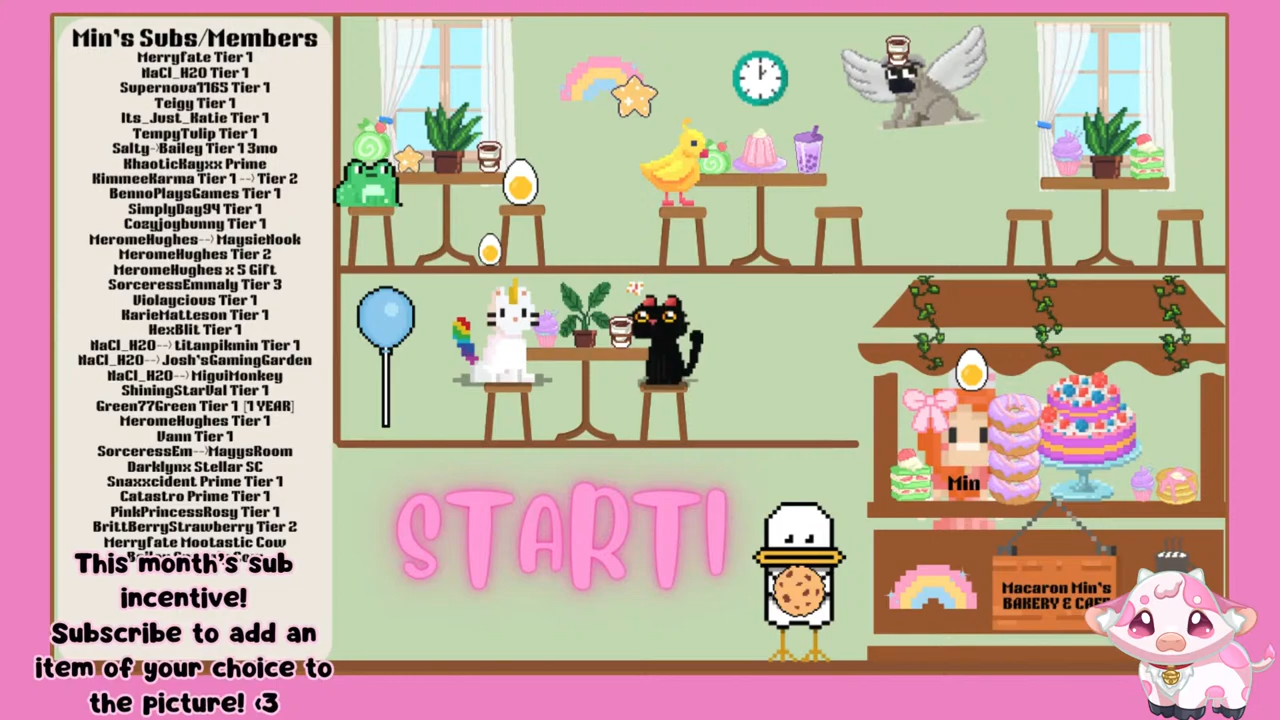 Min's Subs/Members
Merryfate Tier 1
NaCl_H2O Tier 1
Supernova1165 Tier 1
Teigy Tier 1
Its_Just_Katie Tier 1
TempyTulip Tier 1
Salty->Bailey Tier 1 3mo
KhaoticKayxx Prime
KimmeeKarma Tier 1 --> Tier 2
BennoPlaysGames Tier 1
SimplyDay94 Tier 1
Cozyjoybunny Tier 1
MeromeHughes--> MaysieNook
MeromeHughes Tier 2
MeromeHughes x 5 Gift
SorceressEmmaly Tier 3
Violaycious Tier 1
KarieMatteson Tier 1
HexBlit Tier 1
NaCl_H2O--> titanpikmin Tier 1
NaCl_H2O--> Josh'sGamingGarden
NaCl_H2O--> MiguiMonkey
ShiningStarVal Tier 1
Green77Green Tier 1 [1 YEAR]
MeromeHughes Tier 1
Vann Tier 1
SorceressEm-->MayysRoom
Darklynx Stellar SC
Snaxxcident Prime Tier 1
Catastro Prime Tier 1
PinkPrincessRosy Tier 1
BrittBerryStrawberry Tier 2
Merryfate Mootastic Cow
This month's sub
incentive!
Subscribe to add an
item of your choice to
the picture! <3
START!
Min
Macaron Min's
BAKERY & CAFE